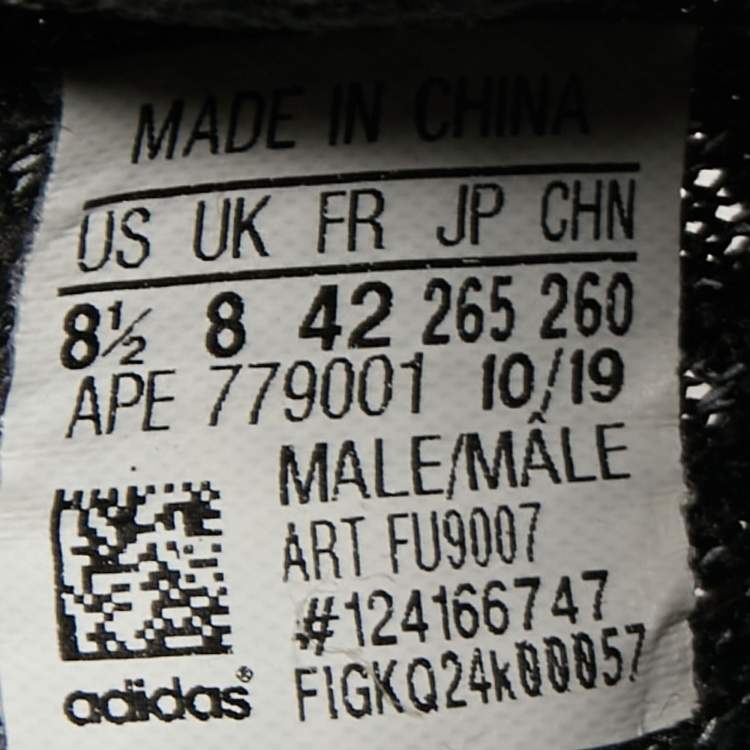 MADE IN CHINA
US UK FR JP CHN
8½ 8 42 265 260
APE 779001 10/19
MALE/MÂLE
ART FU9007
#124166747
FIGKQ24k00057
adidas®